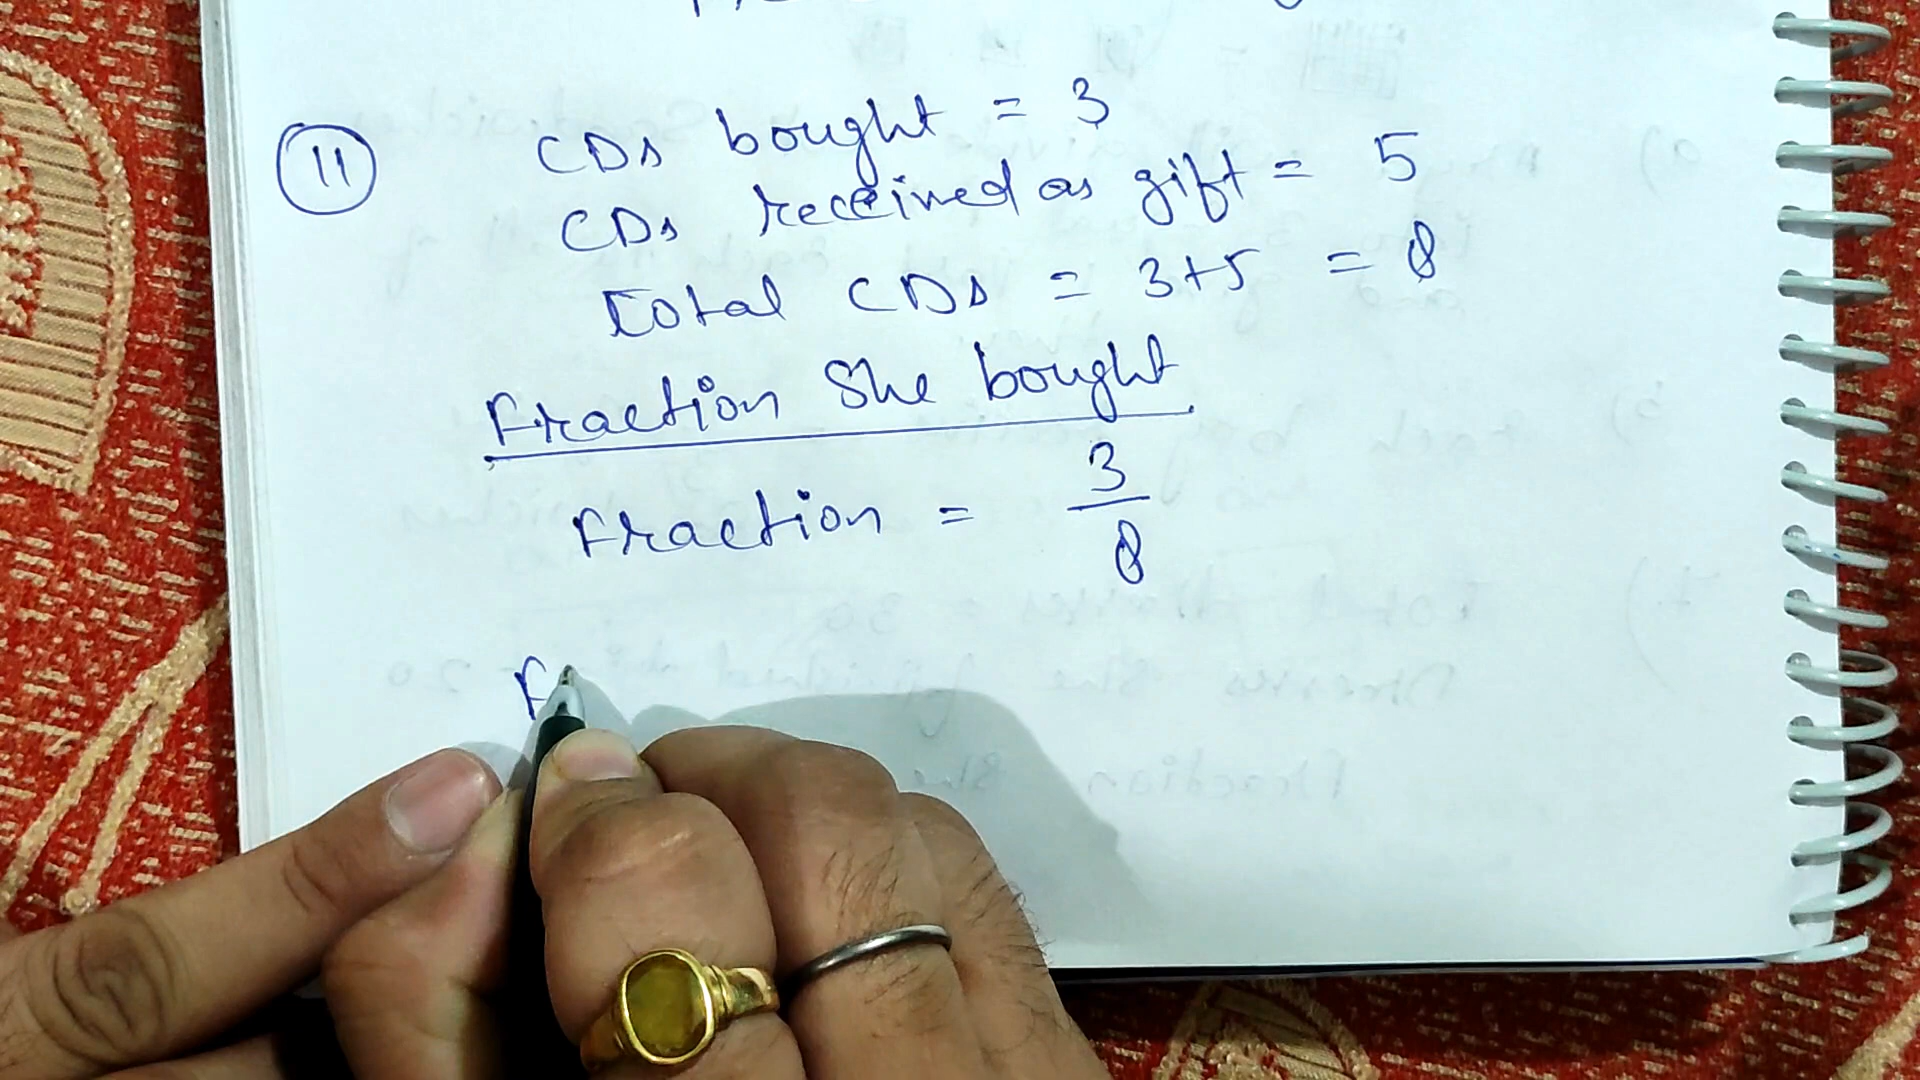 11
CDs bought = 3
CDs received as gift = 5
Total CDs = 3+5 = 8
Fraction She bought
Fraction = 3/8
F